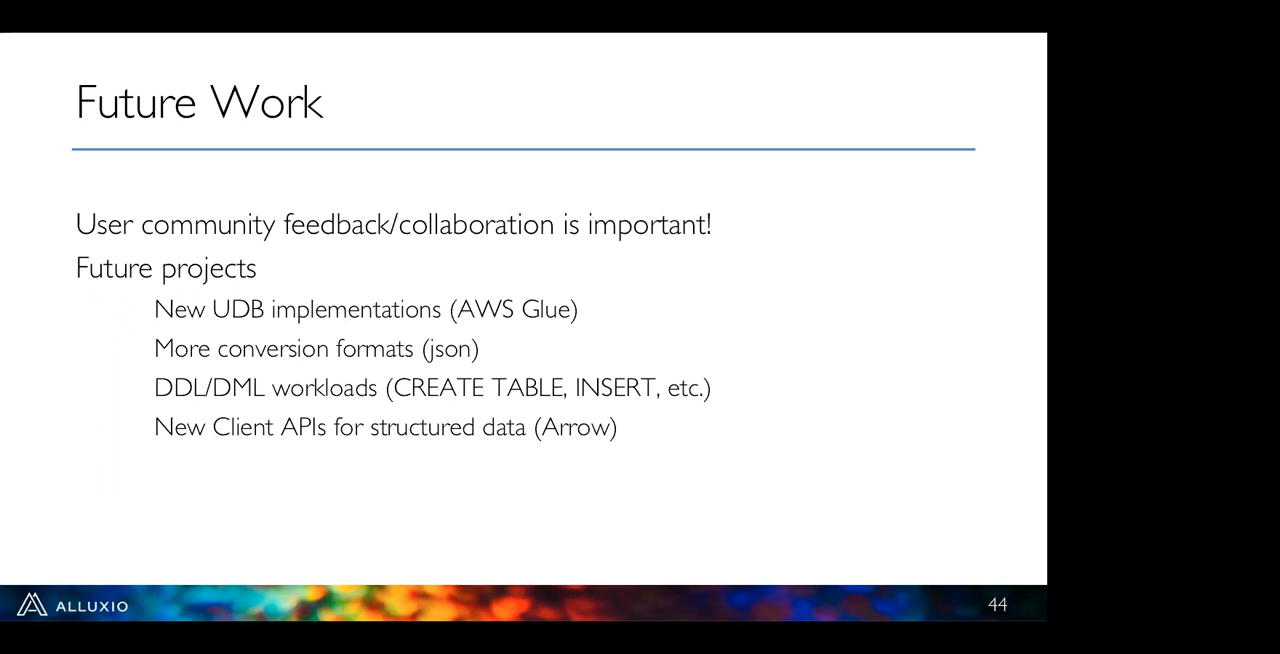 Future Work
User community feedback/collaboration is important!
Future projects
New UDB implementations (AWS Glue)
More conversion formats (json)
DDL/DML workloads (CREATE TABLE, INSERT, etc.)
New Client APIs for structured data (Arrow)
ALLUXIO
44